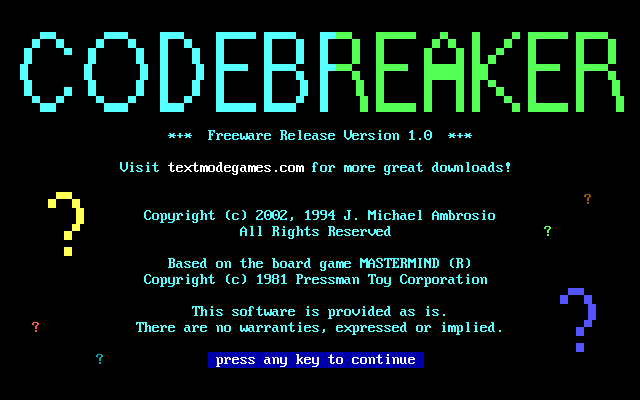 CODEBREAKER
*+* Freeware Release Version 1.0 *+*
Visit textmodegames.com for more great downloads!
?
?
Copyright (c) 2002, 1994 J. Michael Ambrosio
All Rights Reserved
?
Based on the board game MASTERMIND (R)
Copyright (c) 1981 Pressman Toy Corporation
?
This software is provided as is.
?
There are no warranties, expressed or implied.
?
press any key to continue